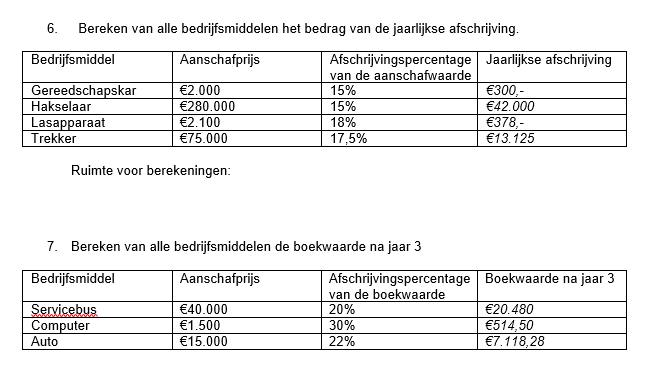 6. Bereken van alle bedrijfsmiddelen het bedrag van de jaarlijkse afschrijving.
Bedrijfsmiddel Aanschafprijs Afschrijvingspercentage van de aanschafwaarde Jaarlijkse afschrijving
Gereedschapskar €2.000 15% €300,-
Hakselaar €280.000 15% €42.000
Lasapparaat €2.100 18% €378,-
Trekker €75.000 17,5% €13.125
Ruimte voor berekeningen:
7. Bereken van alle bedrijfsmiddelen de boekwaarde na jaar 3
Bedrijfsmiddel Aanschafprijs Afschrijvingspercentage van de boekwaarde Boekwaarde na jaar 3
Servicebus €40.000 20% €20.480
Computer €1.500 30% €514,50
Auto €15.000 22% €7.118,28